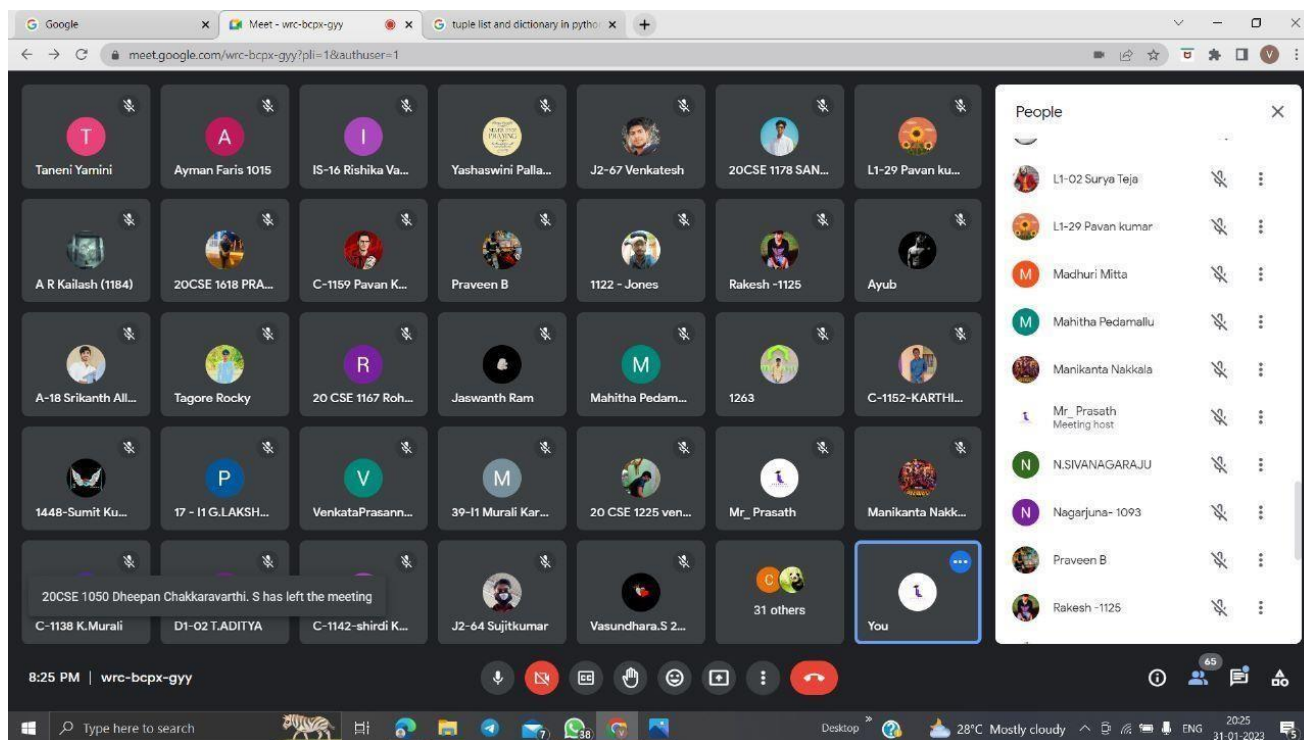 Google
Meet - wrc-bcpx-gyy
tuple list and dictionary in pytho
meet.google.com/wrc-bcpx-gyy?pli=1&authuser=1
V
T
Taneni Yamini
A
Ayman Faris 1015
I
IS-16 Rishika Va...
Yashaswini Palla...
J2-67 Venkatesh
20CSE 1178 SAN...
L1-29 Pavan ku...
A R Kailash (1184)
20CSE 1618 PRA...
C-1159 Pavan K...
Praveen B
1122 - Jones
Rakesh -1125
Ayub
A-18 Srikanth All...
Tagore Rocky
R
20 CSE 1167 Roh...
Jaswanth Ram
M
Mahitha Pedam...
1263
C-1152-KARTHI...
1448-Sumit Ku...
P
17 - I1 G.LAKSH...
V
VenkataPrasann...
M
39-I1 Murali Kar...
20 CSE 1225 ven...
Mr_ Prasath
Manikanta Nakk...
20CSE 1050 Dheepan Chakkaravarthi. S has left the meeting
C-1138 K.Murali
D1-02 T.ADITYA
C-1142-shirdi K...
J2-64 Sujitkumar
Vasundhara.S 2...
C
31 others
You
People
L1-02 Surya Teja
L1-29 Pavan kumar
M
Madhuri Mitta
M
Mahitha Pedamallu
Manikanta Nakkala
Mr_ Prasath
Meeting host
N
N.SIVANAGARAJU
N
Nagarjuna- 1093
Praveen B
Rakesh -1125
8:25 PM | wrc-bcpx-gyy
CC
65
Type here to search
7
38
Desktop
28°C Mostly cloudy
ENG
20:25
31-01-2023
5